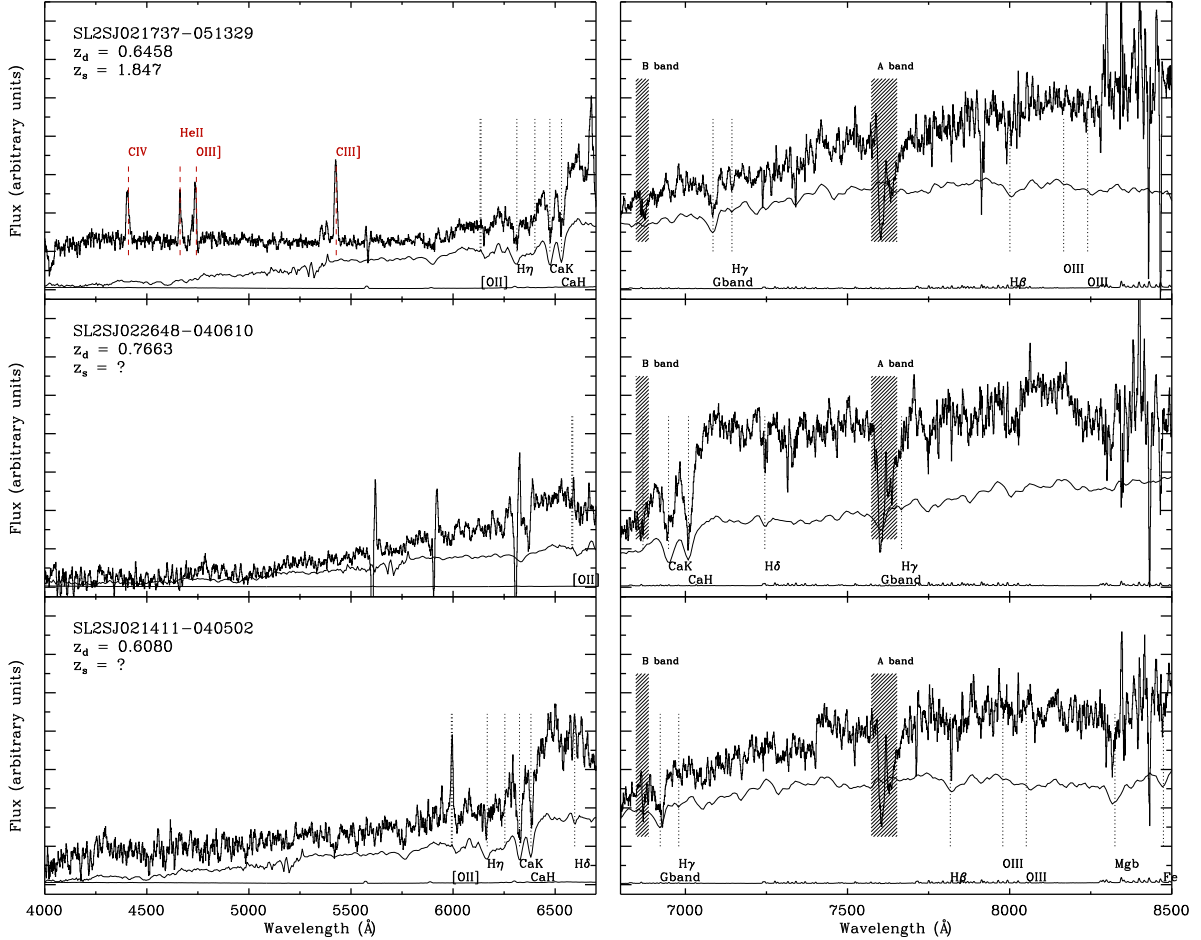 SL2SJ021737-051329
z_d = 0.6458
z_s = 1.847
CIV
HeII
OIII]
CIII]
[OII]
Hη
CaK
CaH
Flux (arbitrary units)
B band
A band
Gband
Hγ
Hβ
OIII
OIII
SL2SJ022648-040610
z_d = 0.7663
z_s = ?
[OII]
Flux (arbitrary units)
B band
A band
CaK
CaH
Hδ
Gband
Hγ
SL2SJ021411-040502
z_d = 0.6080
z_s = ?
[OII]
Hη
CaK
CaH
Hδ
Flux (arbitrary units)
B band
A band
Gband
Hγ
Hβ
OIII
OIII
Mgb
Fe
4000 4500 5000 5500 6000 6500
Wavelength (Å)
7000 7500 8000 8500
Wavelength (Å)